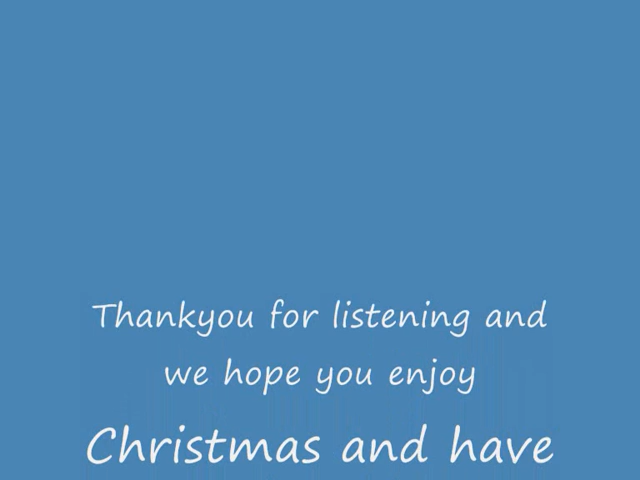 Thankyou for listening and
we hope you enjoy
Christmas and have